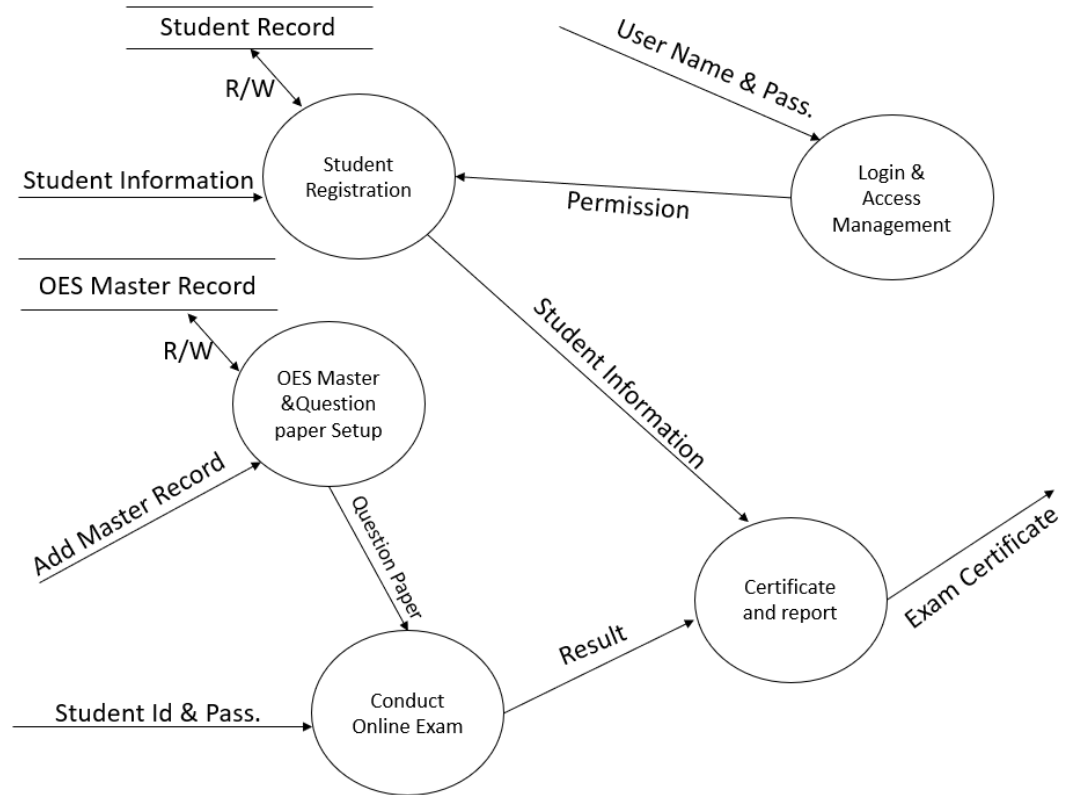 Student Record
R/W
User Name & Pass.
Student
Registration
Login &
Access
Management
Student Information
Permission
OES Master Record
R/W
OES Master
&Question
paper Setup
Student Information
Add Master Record
Question Paper
Certificate
and report
Exam Certificate
Result
Conduct
Online Exam
Student Id & Pass.